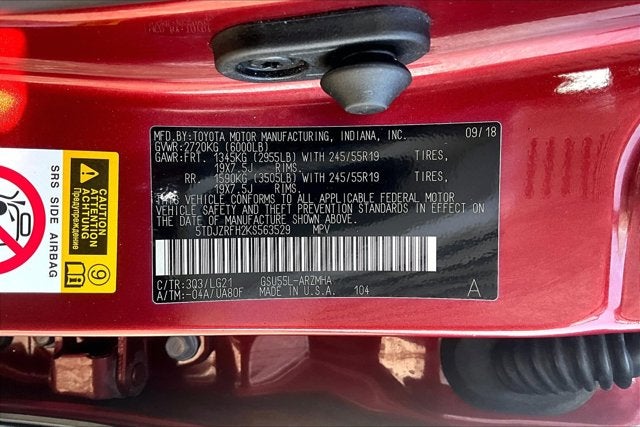 MFD.BY:TOYOTA MOTOR MANUFACTURING, INDIANA, INC. 09/18
GVWR:2720KG (6000LB)
GAWR:FRT. 1345KG (2955LB) WITH 245/55R19 TIRES,
19X7.5J RIMS.
RR 1590KG (3505LB) WITH 245/55R19 TIRES,
19X7.5J RIMS.
THIS VEHICLE CONFORMS TO ALL APPLICABLE FEDERAL MOTOR
VEHICLE SAFETY AND THEFT PREVENTION STANDARDS IN EFFECT
ON THE DATE OF MANUFACTURE SHOWN ABOVE.
5TDJZRFH2KS563529 MPV
C/TR:3Q3/LG21 GSU55L-ARZMHA
A/TM:-04A/UA80F MADE IN U.S.A. 104 A
SRS SIDE AIRBAG
CAUTION
ATTENTION
Предупреждение
9